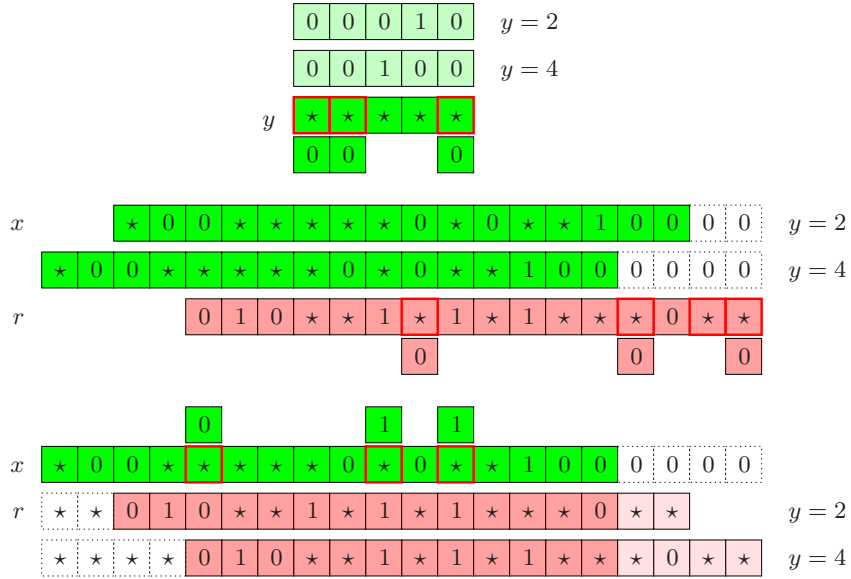 0 0 0 1 0 y = 2
0 0 1 0 0 y = 4
y ⋆ ⋆ ⋆ ⋆ ⋆
0 0 0
x ⋆ 0 0 ⋆ ⋆ ⋆ ⋆ ⋆ 0 ⋆ 0 ⋆ ⋆ 1 0 0 0 0 y = 2
⋆ 0 0 ⋆ ⋆ ⋆ ⋆ ⋆ 0 ⋆ 0 ⋆ ⋆ 1 0 0 0 0 0 0 y = 4
r 0 1 0 ⋆ ⋆ 1 ⋆ 1 ⋆ 1 ⋆ ⋆ ⋆ 0 ⋆ ⋆
0 0 0
0 1 1
x ⋆ 0 0 ⋆ ⋆ ⋆ ⋆ ⋆ 0 ⋆ 0 ⋆ ⋆ 1 0 0 0 0 0 0
r ⋆ ⋆ 0 1 0 ⋆ ⋆ 1 ⋆ 1 ⋆ 1 ⋆ ⋆ ⋆ 0 ⋆ ⋆ y = 2
⋆ ⋆ ⋆ ⋆ 0 1 0 ⋆ ⋆ 1 ⋆ 1 ⋆ 1 ⋆ ⋆ ⋆ 0 ⋆ ⋆ y = 4